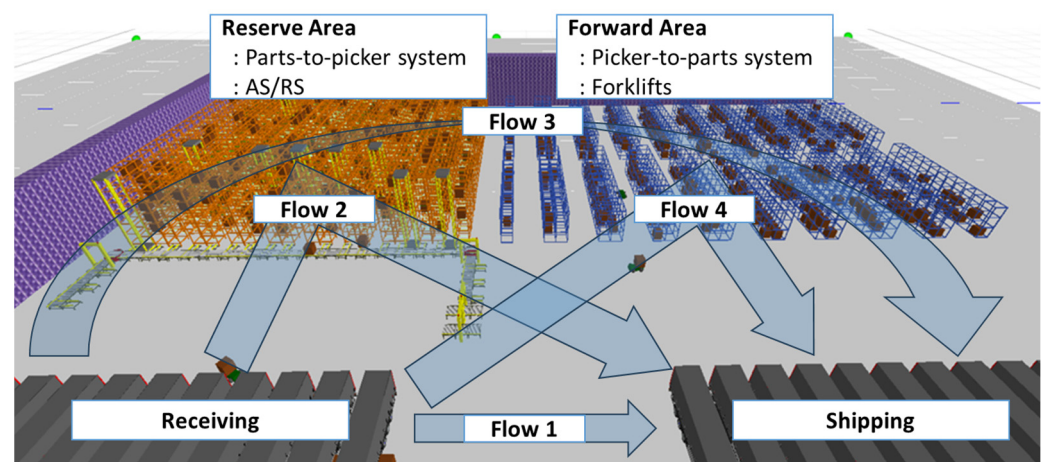 Reserve Area
: Parts-to-picker system
: AS/RS
Forward Area
: Picker-to-parts system
: Forklifts
Flow 3
Flow 2
Flow 4
Receiving
Flow 1
Shipping